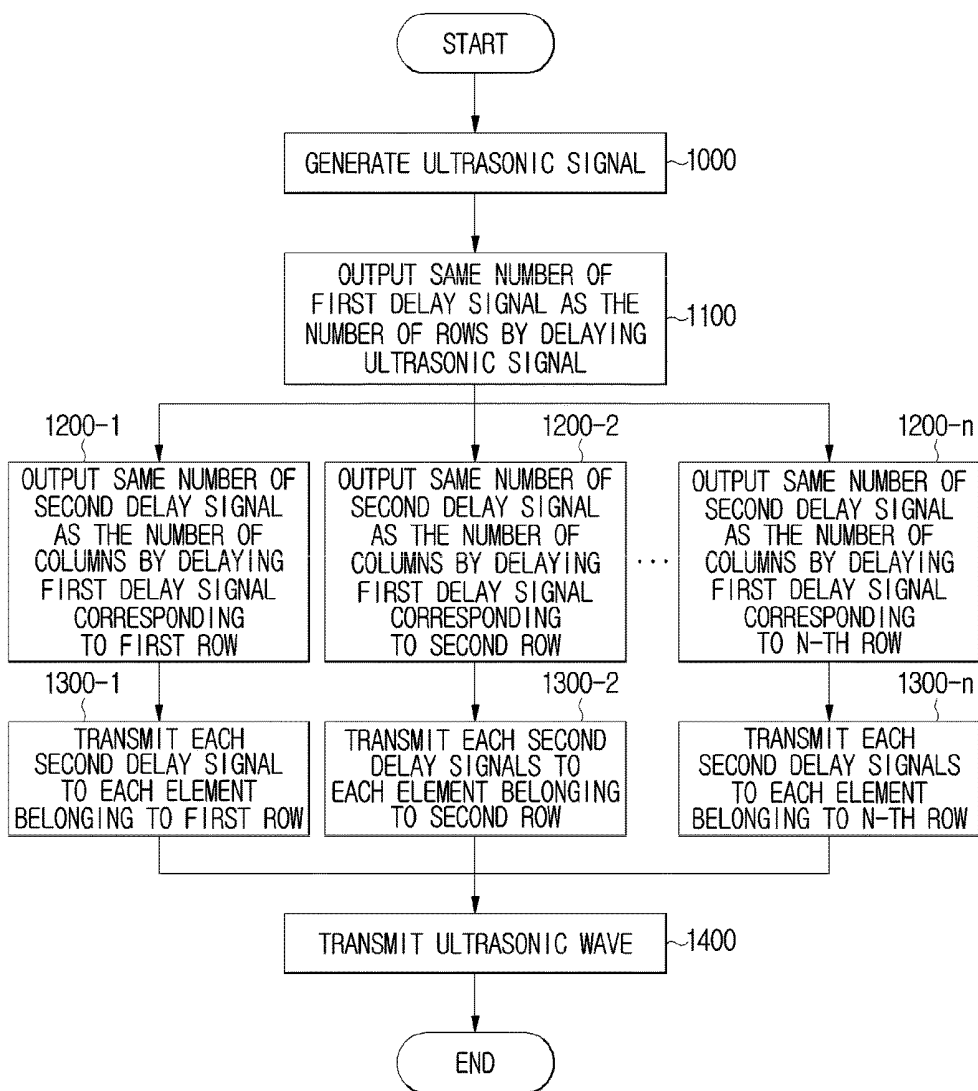 START
GENERATE ULTRASONIC SIGNAL
1000
OUTPUT SAME NUMBER OF
FIRST DELAY SIGNAL AS THE
NUMBER OF ROWS BY DELAYING
ULTRASONIC SIGNAL
1100
1200-1
OUTPUT SAME NUMBER OF
SECOND DELAY SIGNAL
AS THE NUMBER OF
COLUMNS BY DELAYING
FIRST DELAY SIGNAL
CORRESPONDING
TO FIRST ROW
1200-2
OUTPUT SAME NUMBER OF
SECOND DELAY SIGNAL
AS THE NUMBER OF
COLUMNS BY DELAYING
FIRST DELAY SIGNAL
CORRESPONDING
TO SECOND ROW
...
1200-n
OUTPUT SAME NUMBER OF
SECOND DELAY SIGNAL
AS THE NUMBER OF
COLUMNS BY DELAYING
FIRST DELAY SIGNAL
CORRESPONDING
TO N-TH ROW
1300-1
TRANSMIT EACH
SECOND DELAY SIGNAL
TO EACH ELEMENT
BELONGING TO FIRST ROW
1300-2
TRANSMIT EACH SECOND
DELAY SIGNALS TO
EACH ELEMENT BELONGING
TO SECOND ROW
1300-n
TRANSMIT EACH
SECOND DELAY SIGNALS
TO EACH ELEMENT
BELONGING TO N-TH ROW
TRANSMIT ULTRASONIC WAVE
1400
END